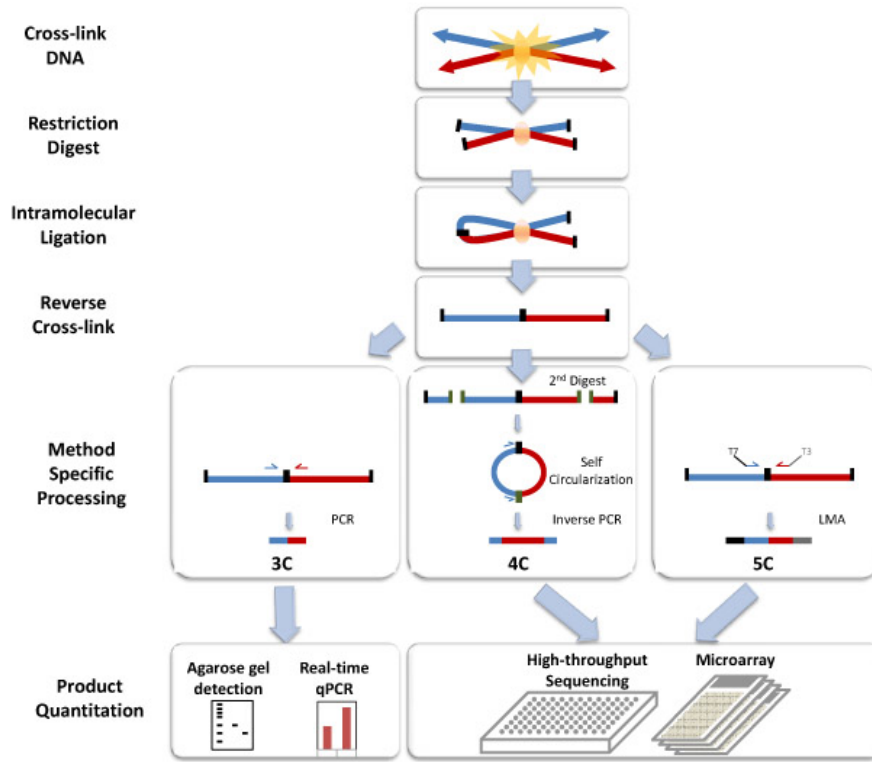 Cross-link
DNA
Restriction
Digest
Intramolecular
Ligation
Reverse
Cross-link
Method
Specific
Processing
PCR
3C
2nd Digest
Self
Circularization
Inverse PCR
4C
T7
T3
LMA
5C
Product
Quantitation
Agarose gel
detection
Real-time
qPCR
High-throughput
Sequencing
Microarray